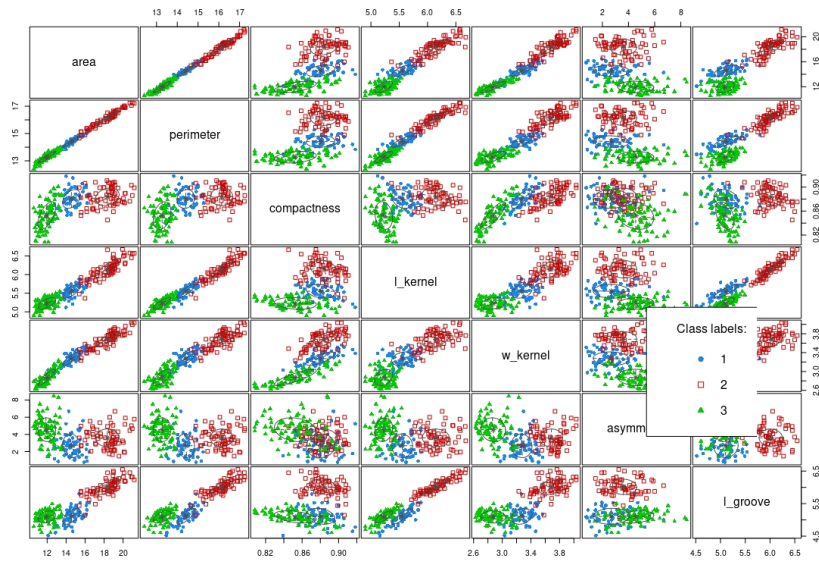 13 14 15 16 17 5.0 5.5 6.0 6.5 2 4 6 8
area 12 16 20
13 15 17 perimeter
compactness 0.82 0.86 0.90
5.0 5.5 6.0 6.5 l_kernel
Class labels:
w_kernel 2.6 3.0 3.4 3.8
1
2
3
2 4 6 8 asymm
l_groove 4.5 5.5 6.5
10 12 14 16 18 20 0.82 0.86 0.90 2.6 3.0 3.4 3.8 4.5 5.0 5.5 6.0 6.5